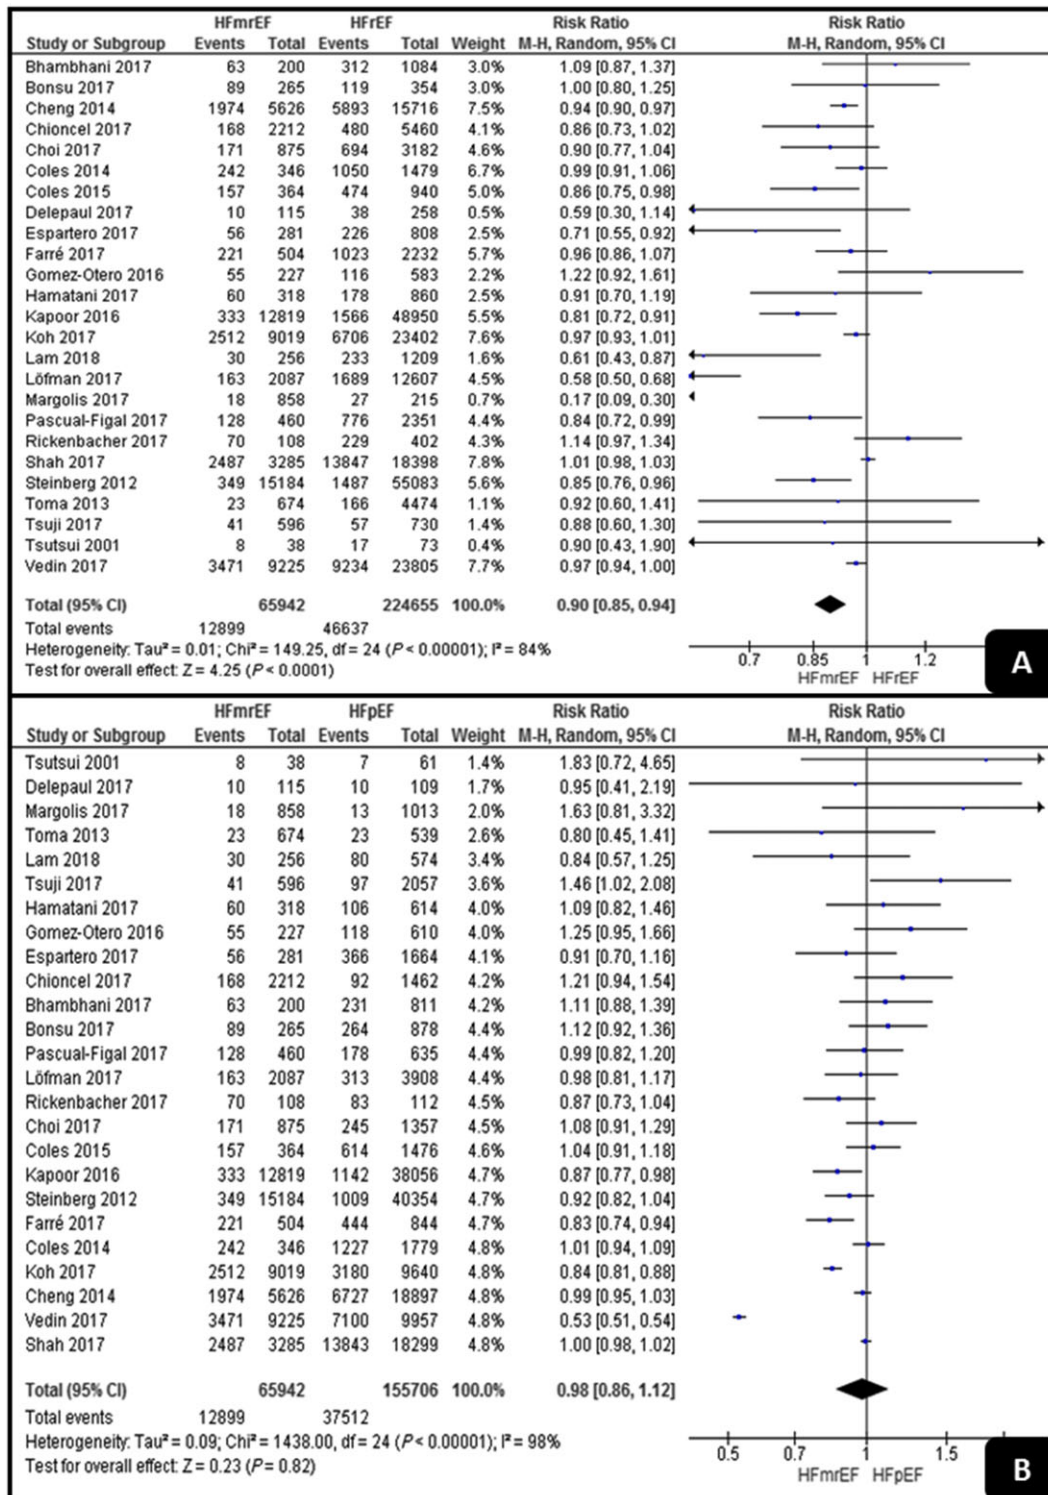 HFmrEF HFrEF Risk Ratio Risk Ratio
Study or Subgroup Events Total Events Total Weight M-H, Random, 95% CI M-H, Random, 95% CI
Bhambhani 2017 63 200 312 1084 3.0% 1.09 [0.87, 1.37]
Bonsu 2017 89 265 119 354 3.0% 1.00 [0.80, 1.25]
Cheng 2014 1974 5626 5893 15716 7.5% 0.94 [0.90, 0.97]
Chioncel 2017 168 2212 480 5460 4.1% 0.86 [0.73, 1.02]
Choi 2017 171 875 694 3182 4.6% 0.90 [0.77, 1.04]
Coles 2014 242 346 1050 1479 6.7% 0.99 [0.91, 1.06]
Coles 2015 157 364 474 940 5.0% 0.86 [0.75, 0.98]
Delepaul 2017 10 115 38 258 0.5% 0.59 [0.30, 1.14]
Espartero 2017 56 281 226 808 2.5% 0.71 [0.55, 0.92]
Farré 2017 221 504 1023 2232 5.9% 0.96 [0.86, 1.07]
Gomez-Otero 2016 55 227 116 583 2.2% 1.22 [0.92, 1.61]
Hamatani 2017 60 318 178 860 2.5% 0.91 [0.70, 1.19]
Kapoor 2016 333 12819 1566 48950 5.5% 0.81 [0.72, 0.91]
Koh 2017 2512 9019 6706 23402 7.6% 0.97 [0.93, 1.01]
Lam 2018 30 256 233 1209 1.6% 0.61 [0.43, 0.87]
Löfman 2017 163 2087 1689 12607 4.5% 0.58 [0.50, 0.68]
Margolis 2017 18 858 27 215 0.7% 0.17 [0.09, 0.30]
Pascual-Figal 2017 128 460 776 2351 4.4% 0.84 [0.72, 0.99]
Rickenbacher 2017 70 108 229 402 4.3% 1.14 [0.97, 1.34]
Shah 2017 2487 3285 13847 18398 7.8% 1.01 [0.98, 1.03]
Steinberg 2012 349 15184 1487 55083 5.6% 0.85 [0.76, 0.96]
Toma 2013 23 674 166 4474 1.2% 0.92 [0.60, 1.41]
Tsuji 2017 41 596 57 730 1.4% 0.88 [0.60, 1.30]
Tsutsui 2001 8 38 17 73 0.4% 0.90 [0.43, 1.90]
Vedin 2017 3471 9225 9234 23805 7.7% 0.97 [0.94, 1.00]
Total (95% CI) 65942 224655 100.0% 0.90 [0.85, 0.94]
Total events 12899 46637
Heterogeneity: Tau² = 0.01; Chi² = 149.25, df = 24 (P < 0.00001); I² = 84%
Test for overall effect: Z = 4.25 (P < 0.0001)
0.7 0.85 1 1.2
HFmrEF HFrEF
A
HFmrEF HFpEF Risk Ratio Risk Ratio
Study or Subgroup Events Total Events Total Weight M-H, Random, 95% CI M-H, Random, 95% CI
Tsutsui 2001 8 38 7 61 1.4% 1.83 [0.72, 4.65]
Delepaul 2017 10 115 10 109 1.7% 0.95 [0.41, 2.19]
Margolis 2017 18 858 13 1013 2.0% 1.63 [0.81, 3.32]
Toma 2013 23 674 23 539 2.6% 0.80 [0.45, 1.41]
Lam 2018 30 256 80 574 3.4% 0.84 [0.57, 1.25]
Tsuji 2017 41 596 97 2057 3.6% 1.46 [1.02, 2.08]
Hamatani 2017 60 318 106 614 4.0% 1.09 [0.82, 1.46]
Gomez-Otero 2016 55 227 118 610 4.0% 1.25 [0.95, 1.66]
Espartero 2017 56 281 366 1664 4.2% 0.91 [0.70, 1.16]
Chioncel 2017 168 2212 92 1462 4.2% 1.21 [0.94, 1.54]
Bhambhani 2017 63 200 231 811 4.2% 1.11 [0.88, 1.39]
Bonsu 2017 89 265 264 878 4.4% 1.12 [0.92, 1.36]
Pascual-Figal 2017 128 460 178 635 4.4% 0.99 [0.82, 1.20]
Löfman 2017 163 2087 313 3908 4.4% 0.98 [0.81, 1.17]
Rickenbacher 2017 70 108 83 112 4.5% 0.87 [0.73, 1.04]
Choi 2017 171 875 245 1357 4.5% 1.08 [0.91, 1.29]
Coles 2015 157 364 614 1476 4.6% 1.04 [0.91, 1.18]
Kapoor 2016 333 12819 1142 38056 4.7% 0.87 [0.77, 0.98]
Steinberg 2012 349 15184 1009 40354 4.7% 0.92 [0.82, 1.04]
Farré 2017 221 504 444 844 4.7% 0.83 [0.74, 0.94]
Coles 2014 242 346 1227 1779 4.8% 1.01 [0.94, 1.09]
Koh 2017 2512 9019 3180 9640 4.8% 0.84 [0.81, 0.88]
Cheng 2014 1974 5626 6727 18897 4.8% 0.99 [0.95, 1.03]
Vedin 2017 3471 9225 7100 9957 4.8% 0.53 [0.51, 0.54]
Shah 2017 2487 3285 13843 18299 4.8% 1.00 [0.98, 1.02]
Total (95% CI) 65942 155706 100.0% 0.98 [0.86, 1.12]
Total events 12899 37512
Heterogeneity: Tau² = 0.09; Chi² = 1438.00, df = 24 (P < 0.00001); I² = 98%
Test for overall effect: Z = 0.23 (P = 0.82)
0.5 0.7 1 1.5
HFmrEF HFpEF
B